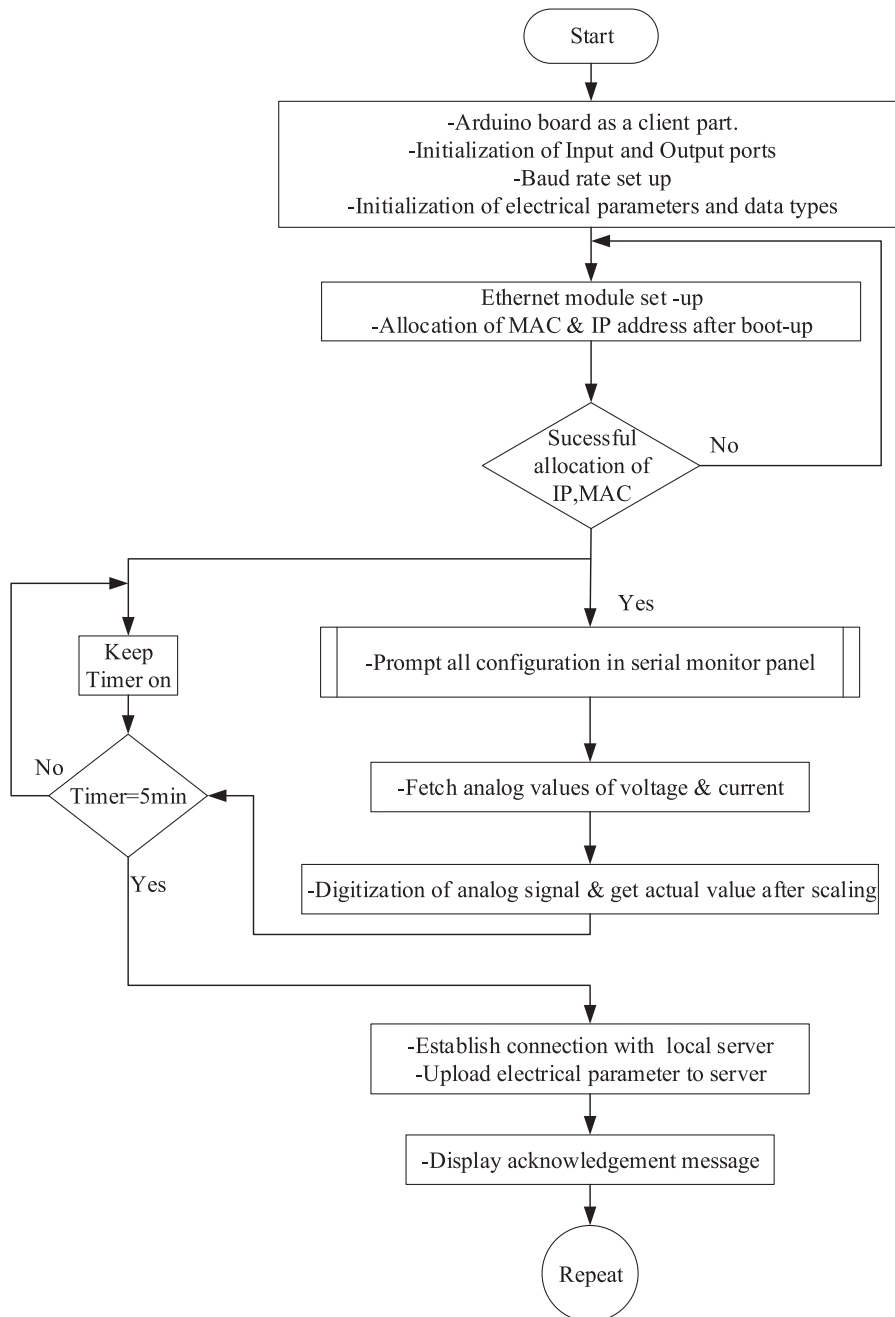 Start
-Arduino board as a client part.
-Initialization of Input and Output ports
-Baud rate set up
-Initialization of electrical parameters and data types
Ethernet module set -up
-Allocation of MAC & IP address after boot-up
Sucessful
allocation of
IP,MAC
No
Yes
Keep
Timer on
-Prompt all configuration in serial monitor panel
No
Timer=5min
-Fetch analog values of voltage & current
Yes
-Digitization of analog signal & get actual value after scaling
-Establish connection with local server
-Upload electrical parameter to server
-Display acknowledgement message
Repeat